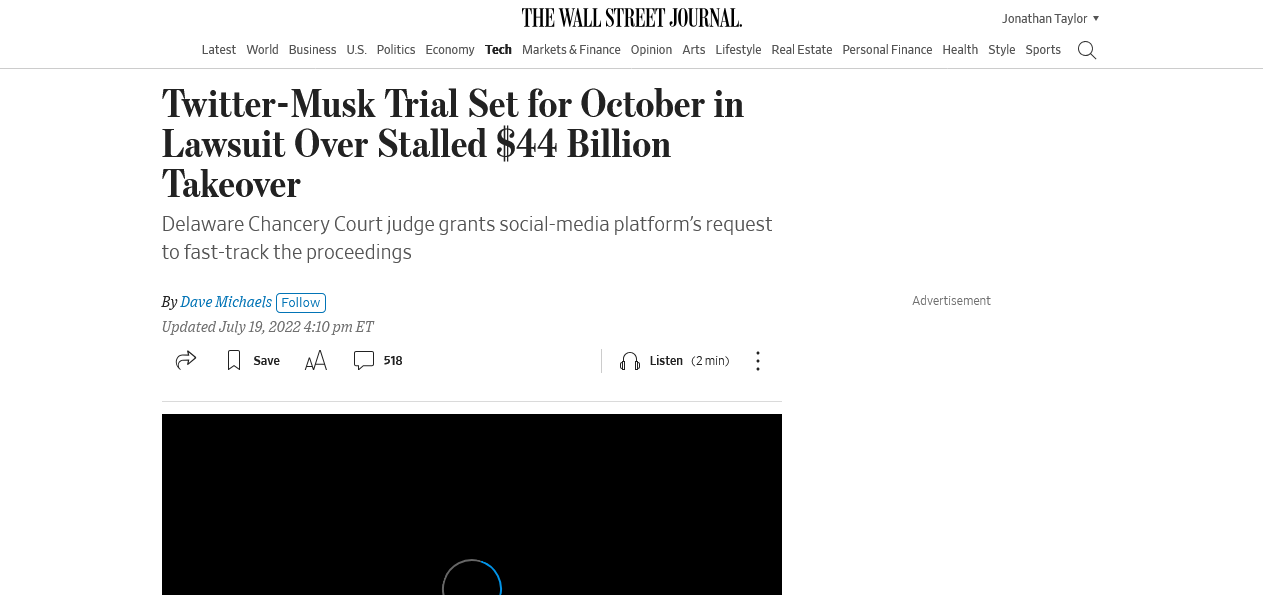 THE WALL STREET JOURNAL.
Jonathan Taylor
Latest World Business U.S. Politics Economy Tech Markets & Finance Opinion Arts Lifestyle Real Estate Personal Finance Health Style Sports
Twitter-Musk Trial Set for October in
Lawsuit Over Stalled $44 Billion
Takeover
Delaware Chancery Court judge grants social-media platform’s request
to fast-track the proceedings
By Dave Michaels Follow
Advertisement
Updated July 19, 2022 4:10 pm ET
Save AA 518 Listen (2 min)